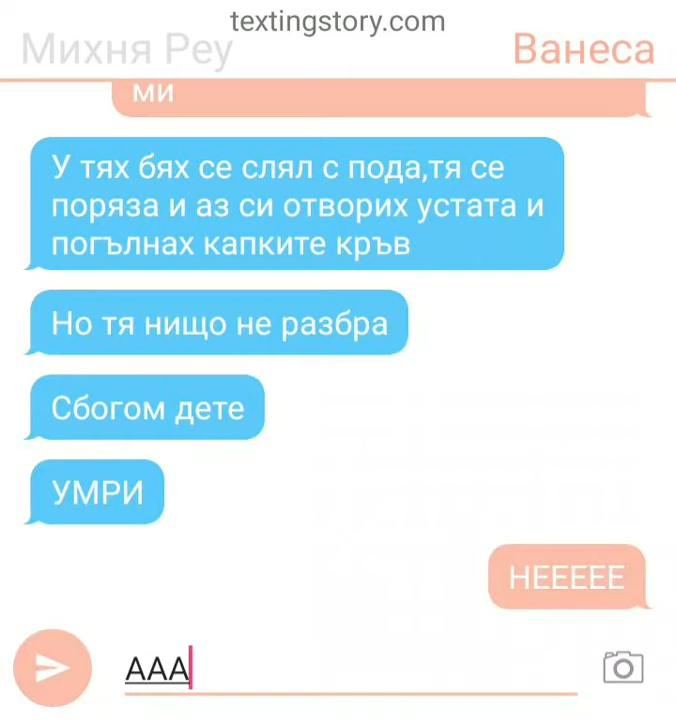 textingstory.com
Михня Реу
Ванеса
ми
У тях бях се слял с пода,тя се
поряза и аз си отворих устата и
погълнах капките кръв
Но тя нищо не разбра
Сбогом дете
УМРИ
НЕЕЕЕЕ
ААА